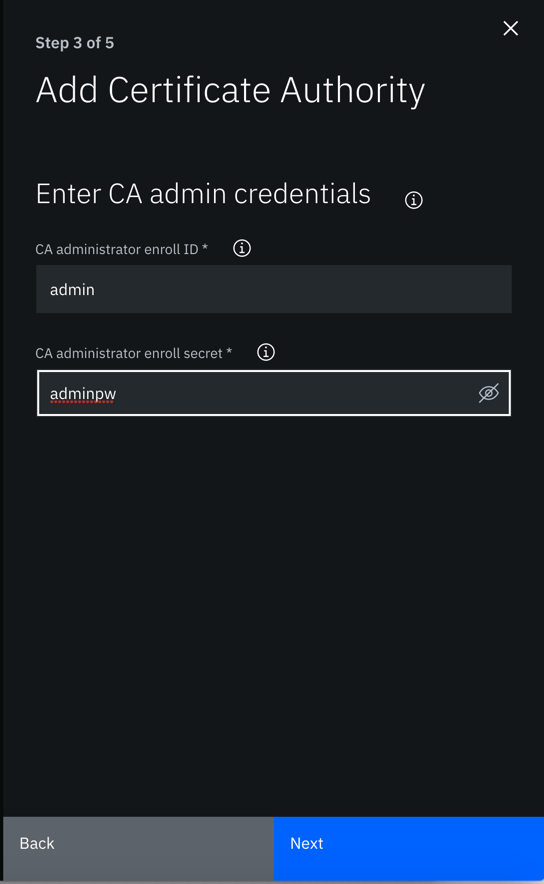 Step 3 of 5
Add Certificate Authority
Enter CA admin credentials
CA administrator enroll ID *
admin
CA administrator enroll secret *
adminpw
Back
Next